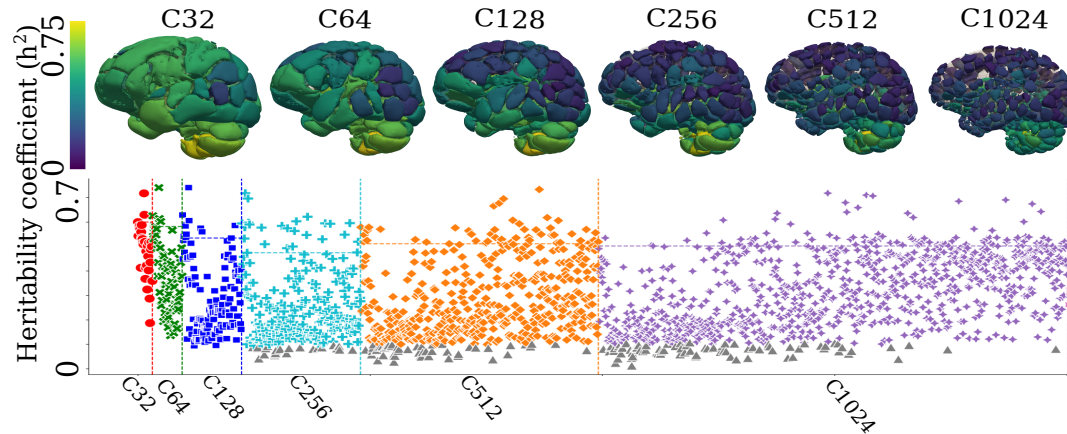 C32 C64 C128 C256 C512 C1024
Heritability coefficient (h²)
0.75
0
0.7
0
C32 C64 C128 C256 C512 C1024